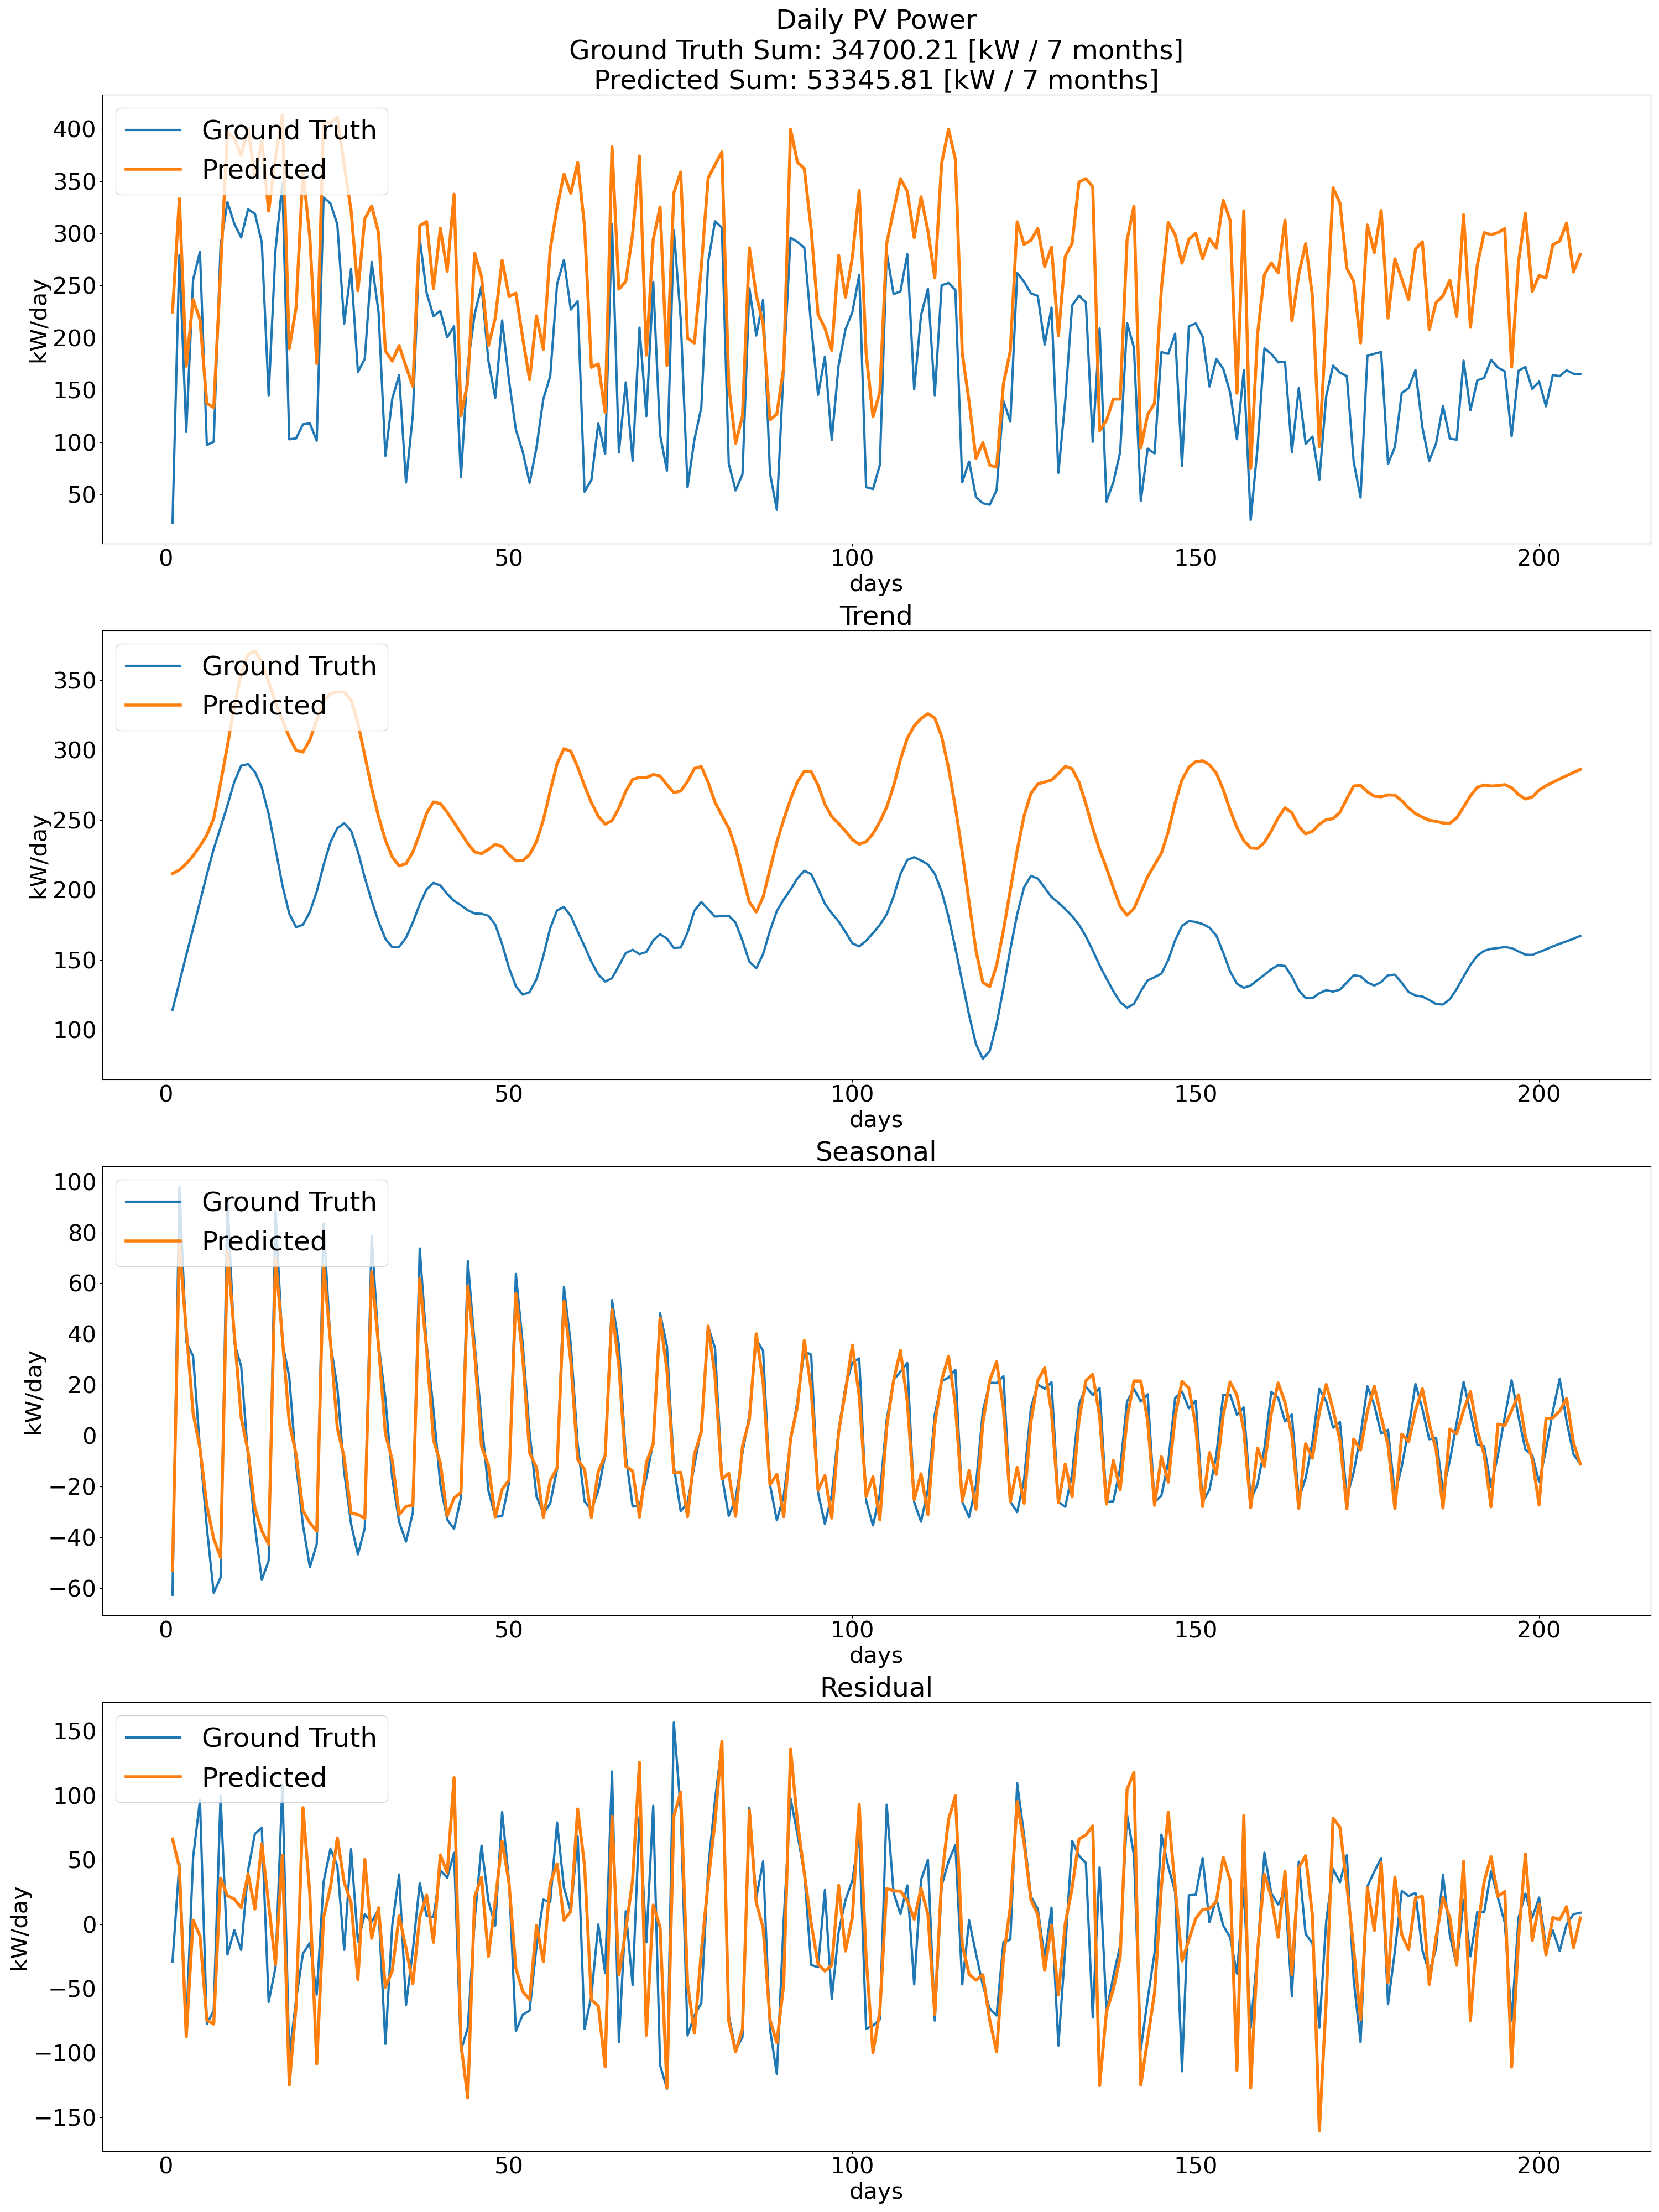 Daily PV Power
Ground Truth Sum: 34700.21 [kW / 7 months]
Predicted Sum: 53345.81 [kW / 7 months]
Ground Truth
Predicted
kW/day
400
350
300
250
200
150
100
50
0 50 100 150 200
days
Trend
Ground Truth
Predicted
kW/day
350
300
250
200
150
100
0 50 100 150 200
days
Seasonal
Ground Truth
Predicted
kW/day
100
80
60
40
20
0
−20
−40
−60
0 50 100 150 200
days
Residual
Ground Truth
Predicted
kW/day
150
100
50
0
−50
−100
−150
0 50 100 150 200
days